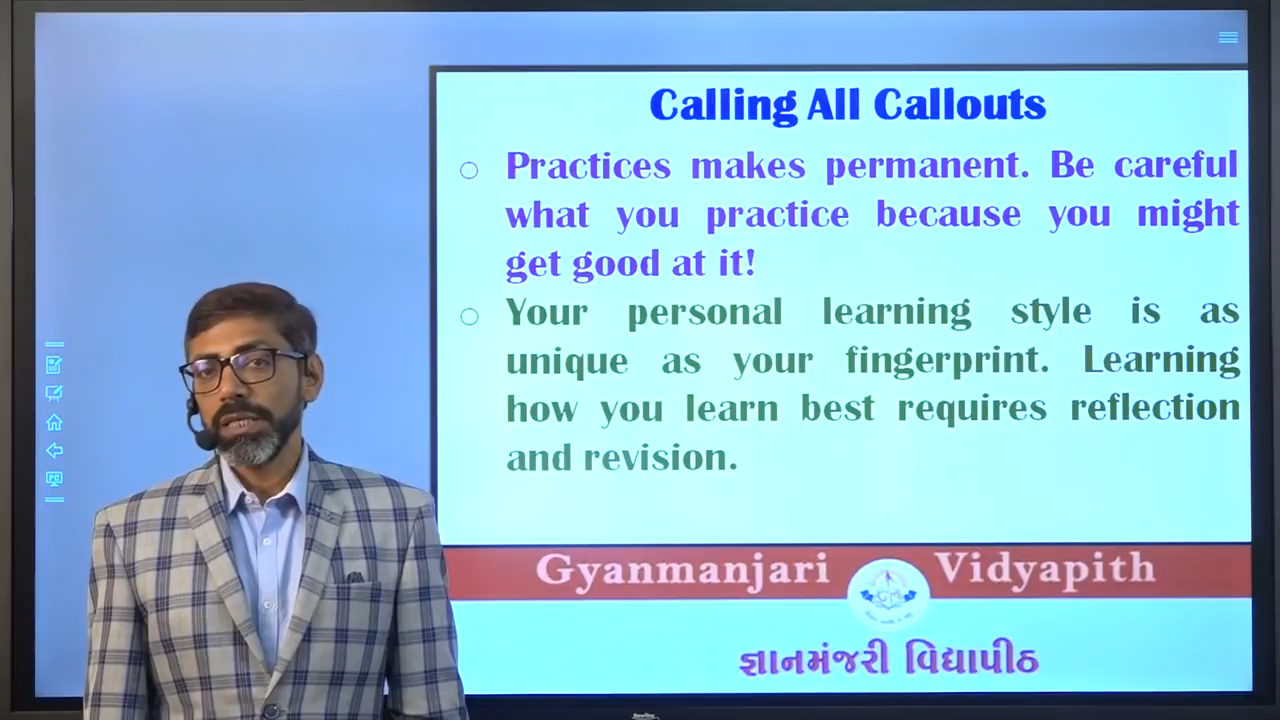 Calling All Callouts
Practices makes permanent. Be careful
what you practice because you might
get good at it!
Your personal learning style is as
unique as your fingerprint. Learning
how you learn best requires reflection
and revision.
Gyanmanjari Vidyapith
જ્ઞાનમંજરી વિદ્યાપીઠ